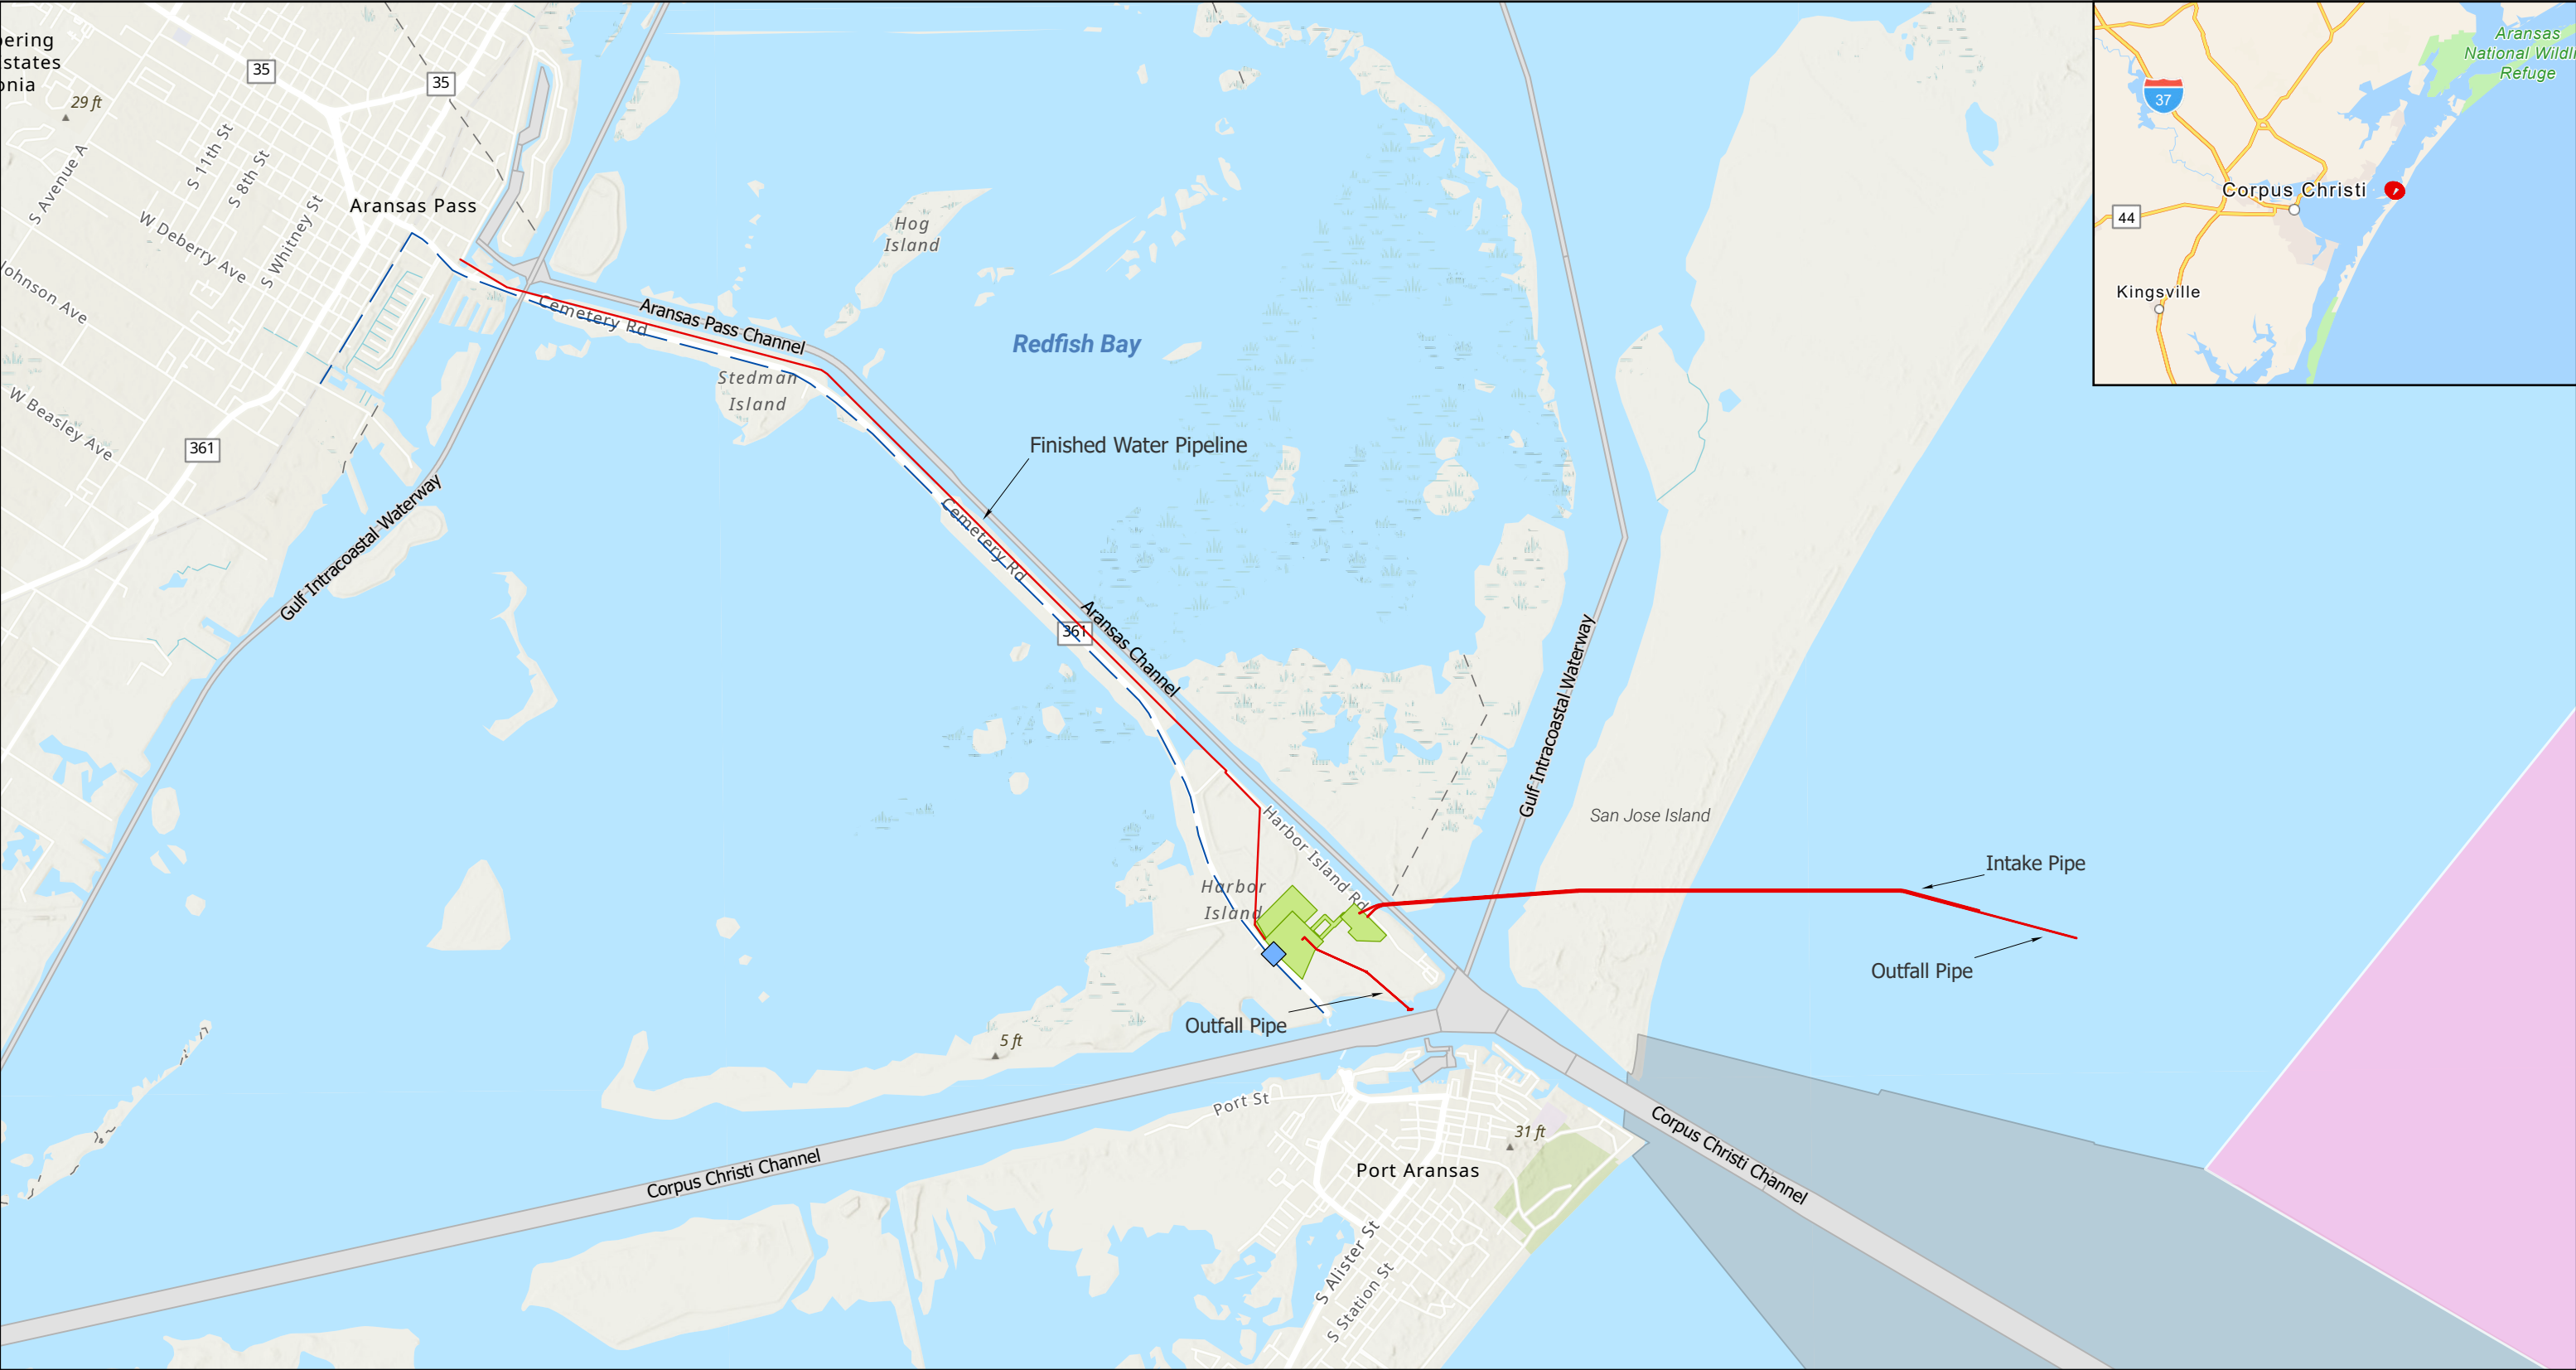 ering
states
onia
29 ft
35
35
S 11th St
S 8th St
S Avenue A
W Deberry Ave
S Whitney St
Aransas Pass
Johnson Ave
W Beasley Ave
361
Gulf Intracoastal Waterway
Cemetery Rd
Aransas Pass Channel
Hog
Island
Redfish Bay
Stedman
Island
Finished Water Pipeline
Cemetery Rd
361
Aransas Channel
Gulf Intracoastal Waterway
San Jose Island
Harbor Island Rd
Harbor
Island
Intake Pipe
Outfall Pipe
Outfall Pipe
5 ft
Port St
31 ft
Port Aransas
Corpus Christi Channel
Corpus Christi Channel
S Alister St
S Station St
Aransas
National Wildli
Refuge
37
Corpus Christi
44
Kingsville